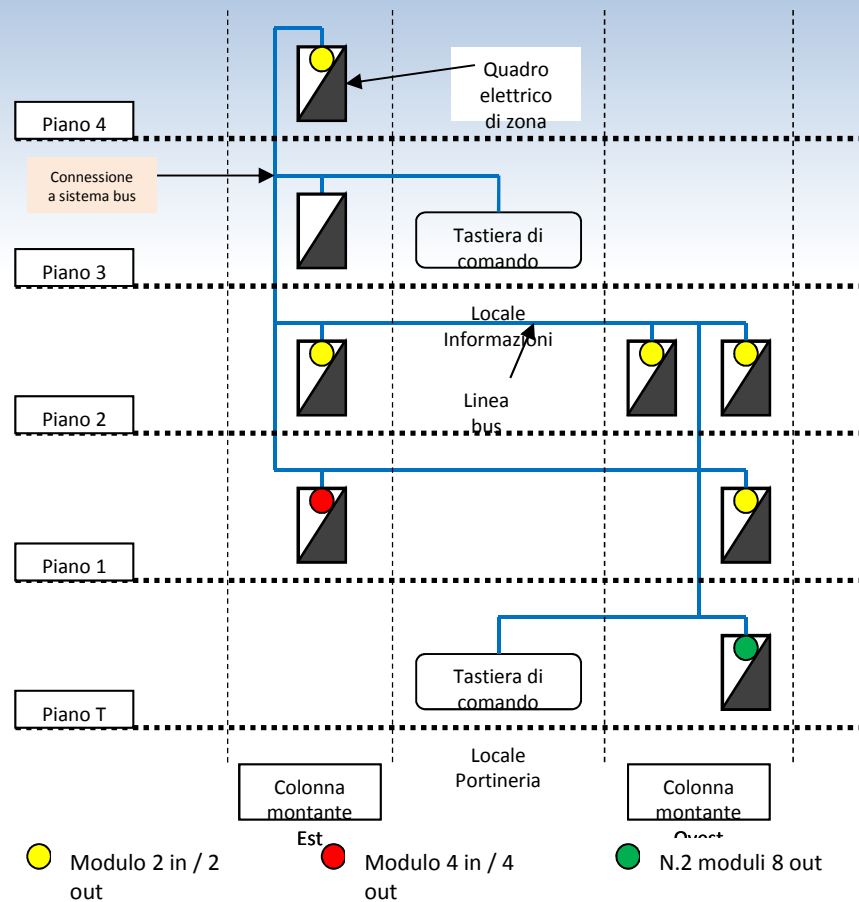 Quadro
elettrico
di zona
Piano 4
Connessione
a sistema bus
Tastiera di
comando
Piano 3
Locale
Informazioni
Linea
bus
Piano 2
Piano 1
Tastiera di
comando
Piano T
Locale
Portineria
Colonna
montante
Est
Colonna
montante
Ovest
Modulo 2 in / 2
out
Modulo 4 in / 4
out
N.2 moduli 8 out